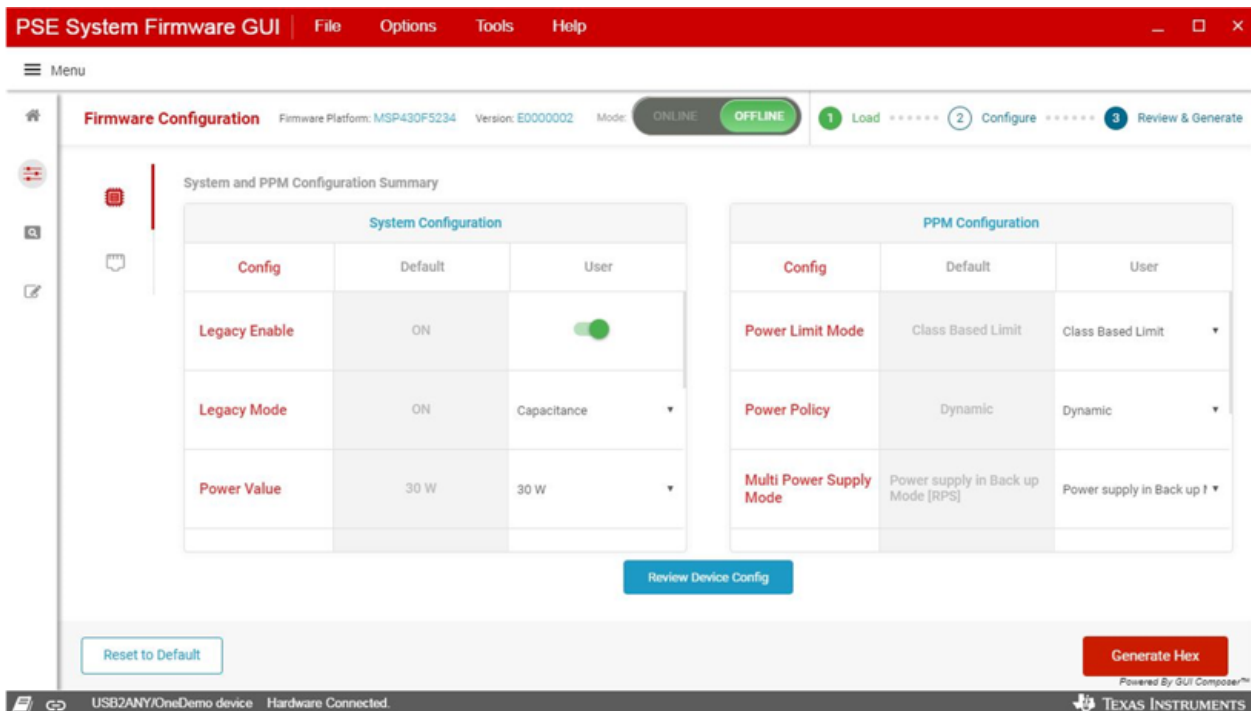 PSE System Firmware GUI File Options Tools Help
Menu
Firmware Configuration Firmware Platform: MSP430F5234 Version: E0000002 Mode: ONLINE OFFLINE 1 Load 2 Configure 3 Review & Generate
System and PPM Configuration Summary
System Configuration
Config Default User
Legacy Enable ON
Legacy Mode ON Capacitance
Power Value 30 W 30 W
PPM Configuration
Config Default User
Power Limit Mode Class Based Limit Class Based Limit
Power Policy Dynamic Dynamic
Multi Power Supply Mode Power supply in Back up Mode [RPS] Power supply in Back up
Review Device Config
Reset to Default
Generate Hex
Powered By GUI Composer™
USB2ANY/OneDemo device Hardware Connected.
TEXAS INSTRUMENTS